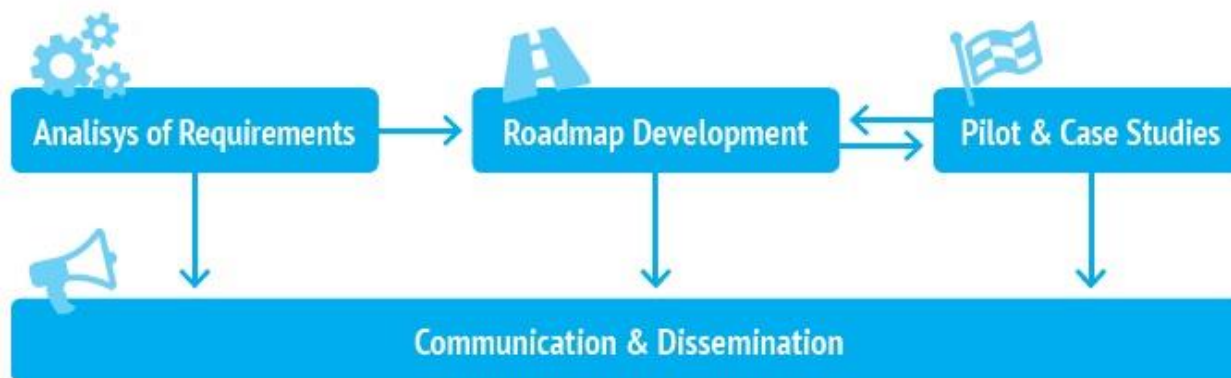 Analisys of Requirements
Roadmap Development
Pilot & Case Studies
Communication & Dissemination